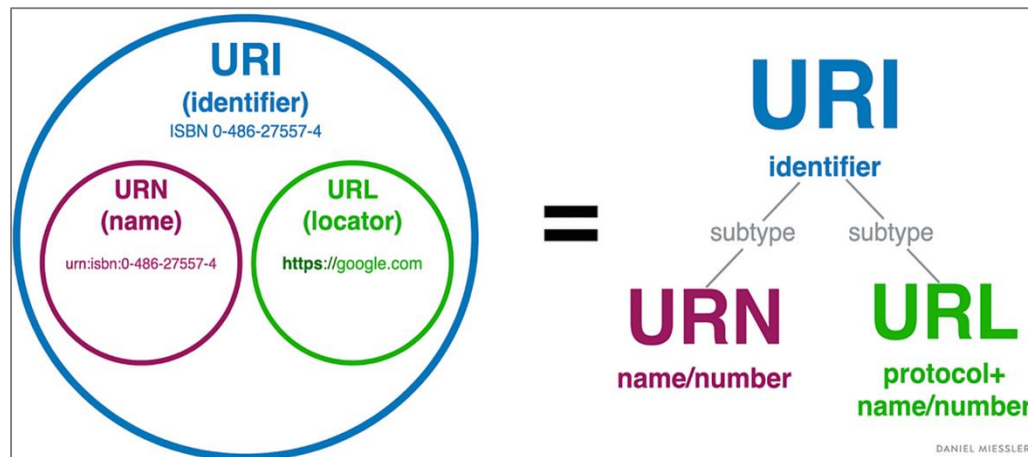 URI
(identifier)
ISBN 0-486-27557-4
URN
(name)
urn:isbn:0-486-27557-4
URL
(locator)
https://google.com
=
URI
identifier
subtype
subtype
URN
name/number
URL
protocol+
name/number
DANIEL MIESSLER